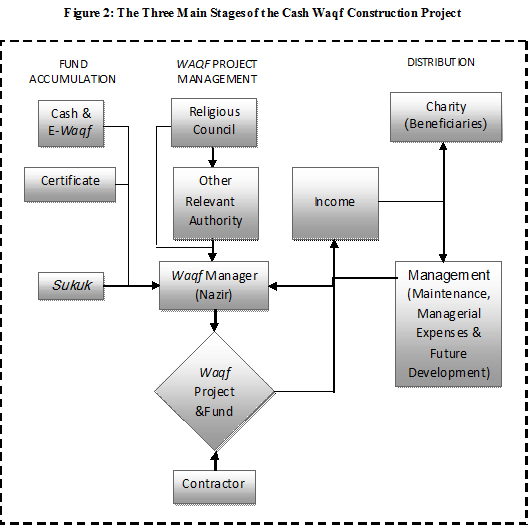 Figure 2: The Three Main Stages of the Cash Waqf Construction Project
FUND
ACCUMULATION
WAQF PROJECT
MANAGEMENT
DISTRIBUTION
Cash &
E-Waqf
Certificate
Sukuk
Religious
Council
Other
Relevant
Authority
Waqf Manager
(Nazir)
Waqf
Project
&Fund
Contractor
Income
Charity
(Beneficiaries)
Management
(Maintenance,
Managerial
Expenses &
Future
Development)